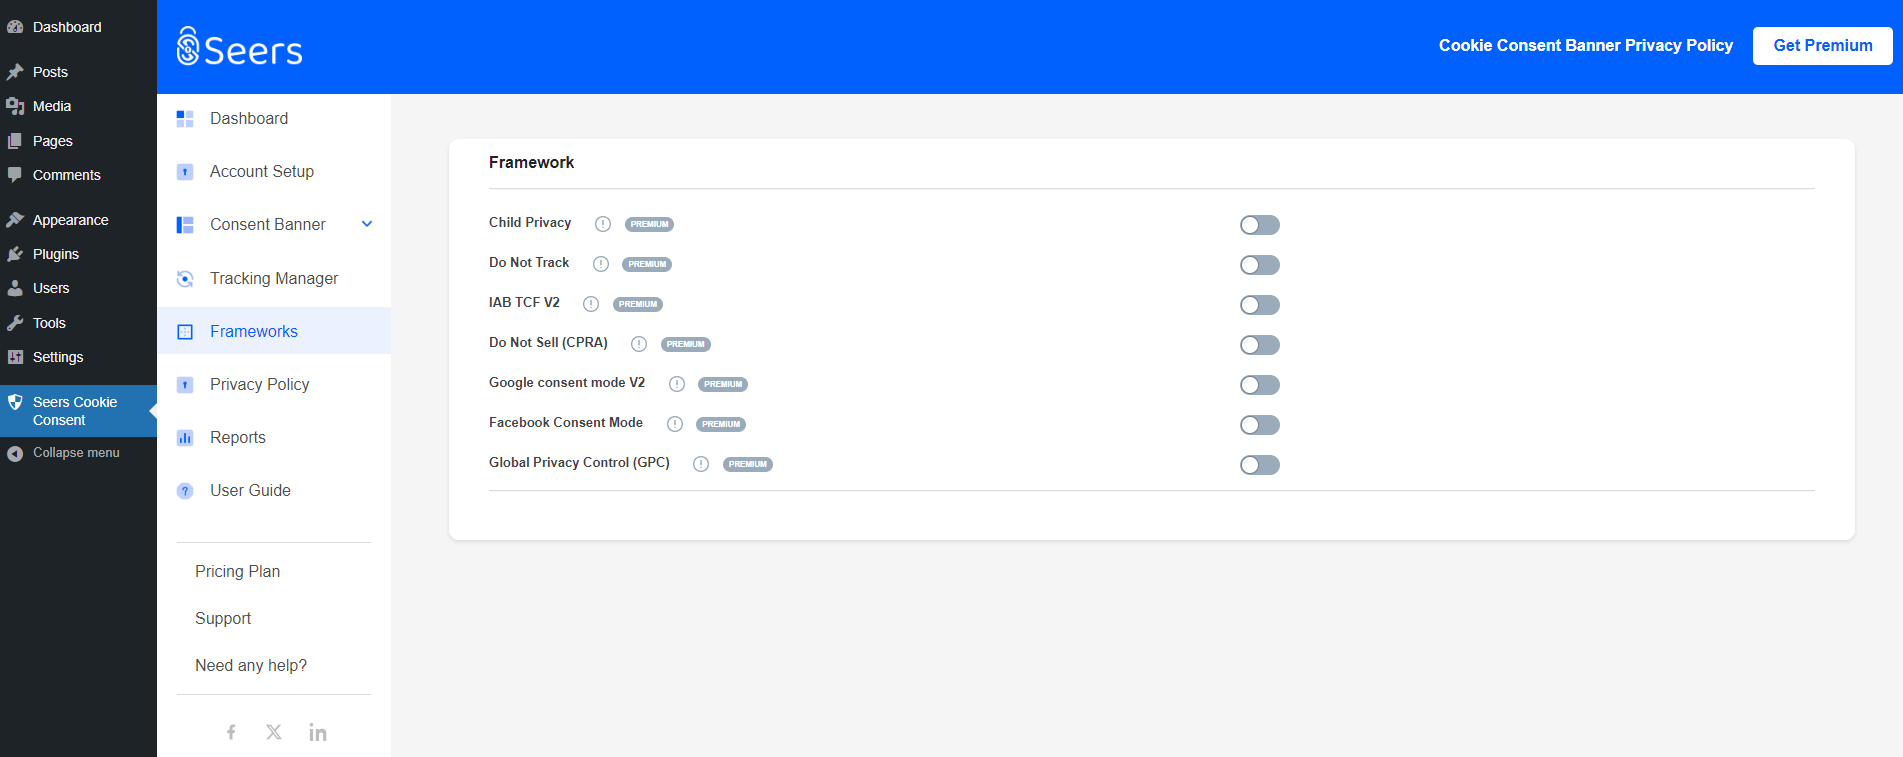 Dashboard
Posts
Media
Pages
Comments
Appearance
Plugins
Users
Tools
Settings
Seers Cookie
Consent
Collapse menu
Seers
Cookie Consent Banner Privacy Policy
Get Premium
Dashboard
Account Setup
Consent Banner
Tracking Manager
Frameworks
Privacy Policy
Reports
User Guide
Pricing Plan
Support
Need any help?
Framework
Child Privacy PREMIUM
Do Not Track PREMIUM
IAB TCF V2 PREMIUM
Do Not Sell (CPRA) PREMIUM
Google consent mode V2 PREMIUM
Facebook Consent Mode PREMIUM
Global Privacy Control (GPC) PREMIUM